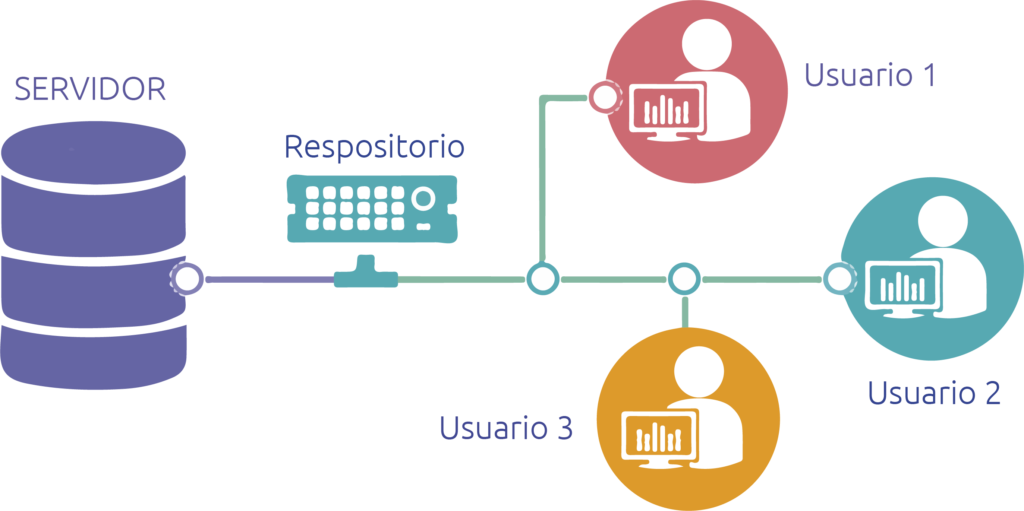 SERVIDOR
Respositorio
Usuario 1
Usuario 2
Usuario 3